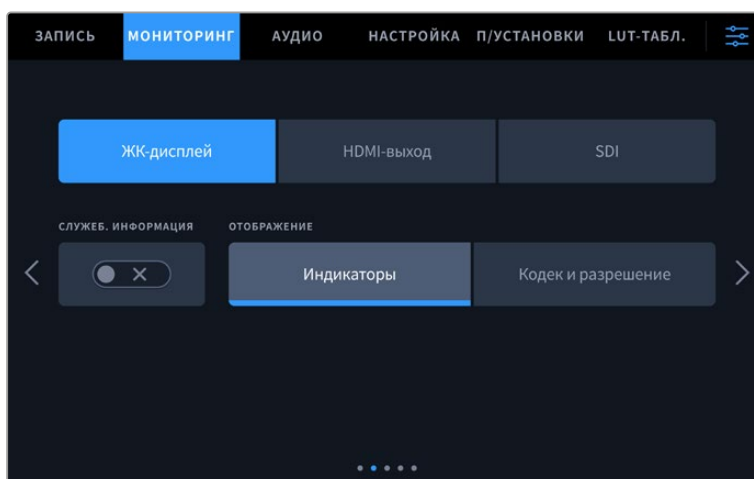 ЗАПИСЬ МОНИТОРИНГ АУДИО НАСТРОЙКА П/УСТАНОВКИ LUT-ТАБЛ.
ЖК-дисплей HDMI-выход SDI
СЛУЖЕБ. ИНФОРМАЦИЯ ОТОБРАЖЕНИЕ
Индикаторы Кодек и разрешение